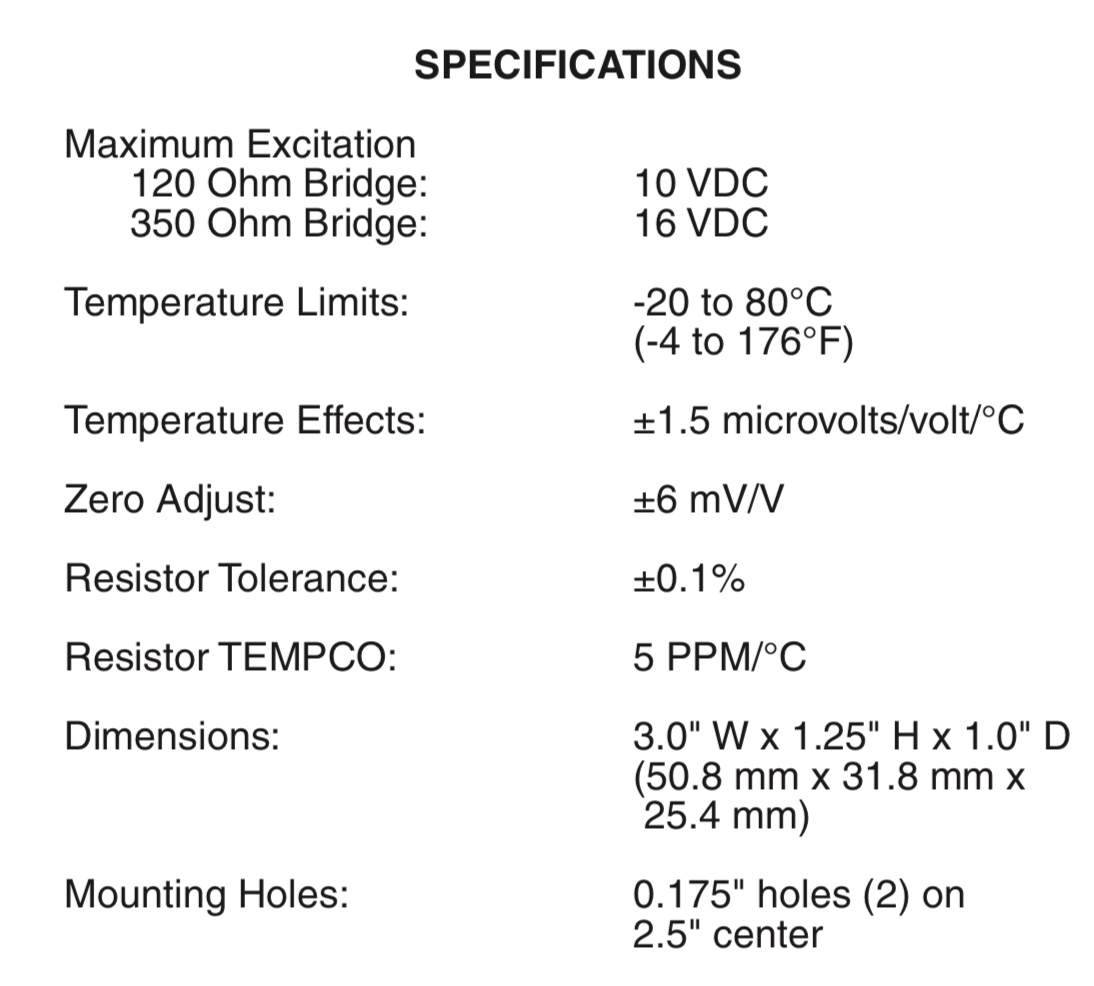 SPECIFICATIONS
Maximum Excitation
120 Ohm Bridge: 10 VDC
350 Ohm Bridge: 16 VDC
Temperature Limits: -20 to 80°C
(-4 to 176°F)
Temperature Effects: ±1.5 microvolts/volt/°C
Zero Adjust: ±6 mV/V
Resistor Tolerance: ±0.1%
Resistor TEMPCO: 5 PPM/°C
Dimensions: 3.0" W x 1.25" H x 1.0" D
(50.8 mm x 31.8 mm x
25.4 mm)
Mounting Holes: 0.175" holes (2) on
2.5" center